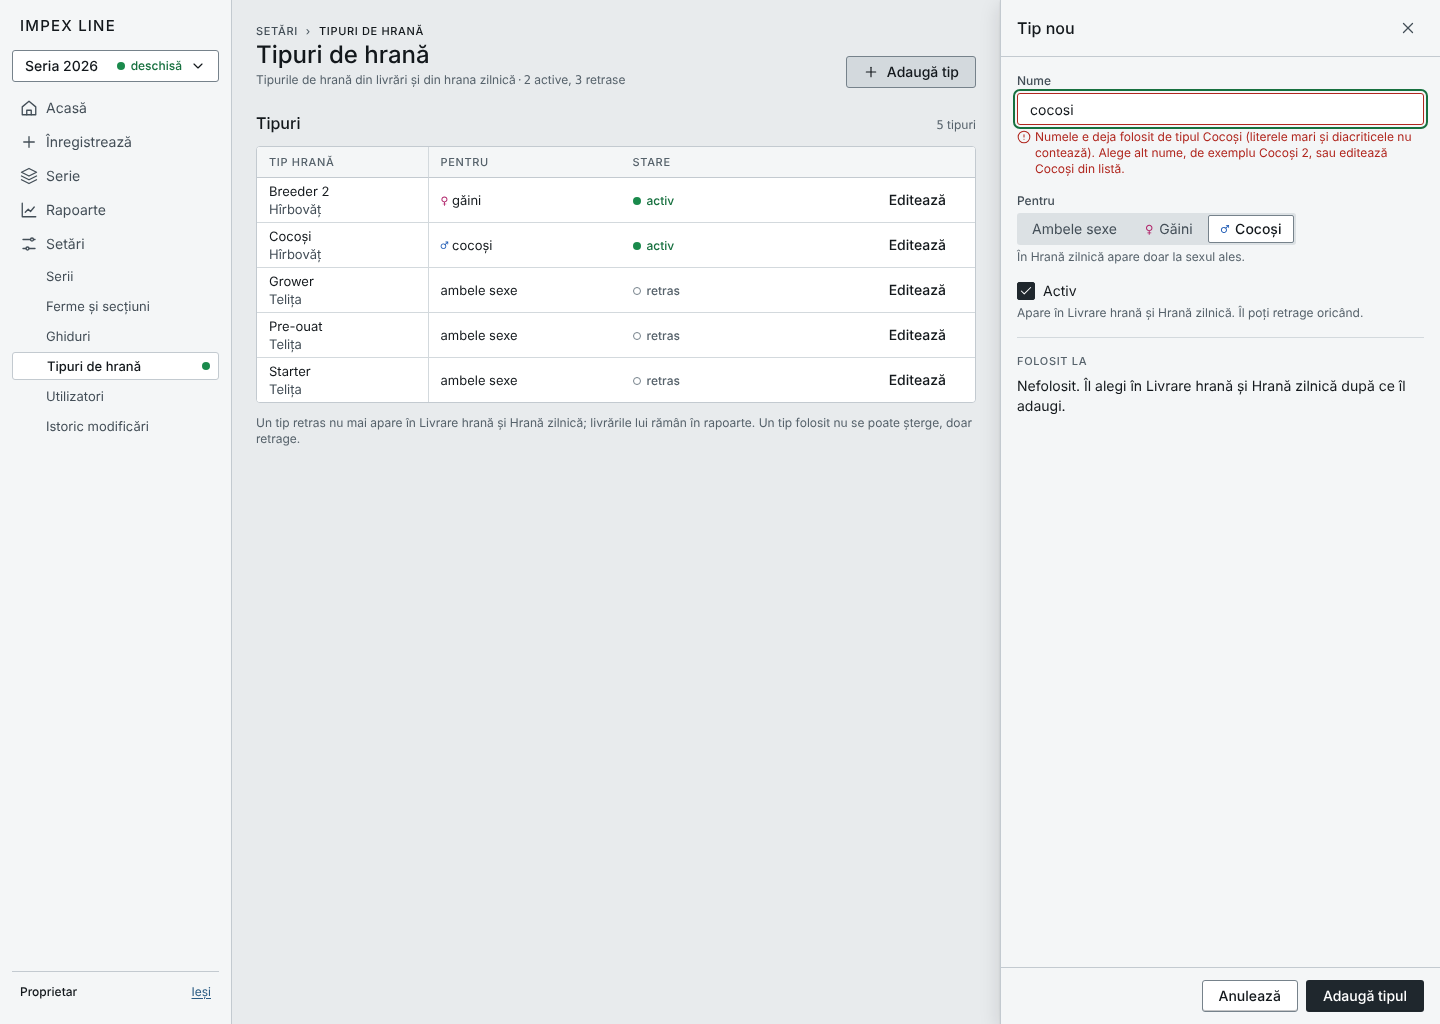 IMPEX LINE
Seria 2026 deschisă
Acasă
Înregistrează
Serie
Rapoarte
Setări
Serii
Ferme și secțiuni
Ghiduri
Tipuri de hrană
Utilizatori
Istoric modificări
Proprietar Ieși
SETĂRI › TIPURI DE HRANĂ
Tipuri de hrană
Tipurile de hrană din livrări și din hrana zilnică · 2 active, 3 retrase
Adaugă tip
Tipuri 5 tipuri
TIP HRANĂ PENTRU STARE
Breeder 2
Hîrbovăț
♀ găini activ Editează
Cocoși
Hîrbovăț
♂ cocoși activ Editează
Grower
Telița
ambele sexe retras Editează
Pre-ouat
Telița
ambele sexe retras Editează
Starter
Telița
ambele sexe retras Editează
Un tip retras nu mai apare în Livrare hrană și Hrană zilnică; livrările lui rămân în rapoarte. Un tip folosit nu se poate șterge, doar
retrage.
Tip nou
Nume
cocosi
Numele e deja folosit de tipul Cocoși (literele mari și diacriticele nu
contează). Alege alt nume, de exemplu Cocoși 2, sau editează
Cocoși din listă.
Pentru
Ambele sexe ♀ Găini ♂ Cocoși
În Hrană zilnică apare doar la sexul ales.
Activ
Apare în Livrare hrană și Hrană zilnică. Îl poți retrage oricând.
FOLOSIT LA
Nefolosit. Îl alegi în Livrare hrană și Hrană zilnică după ce îl
adaugi.
Anulează Adaugă tipul